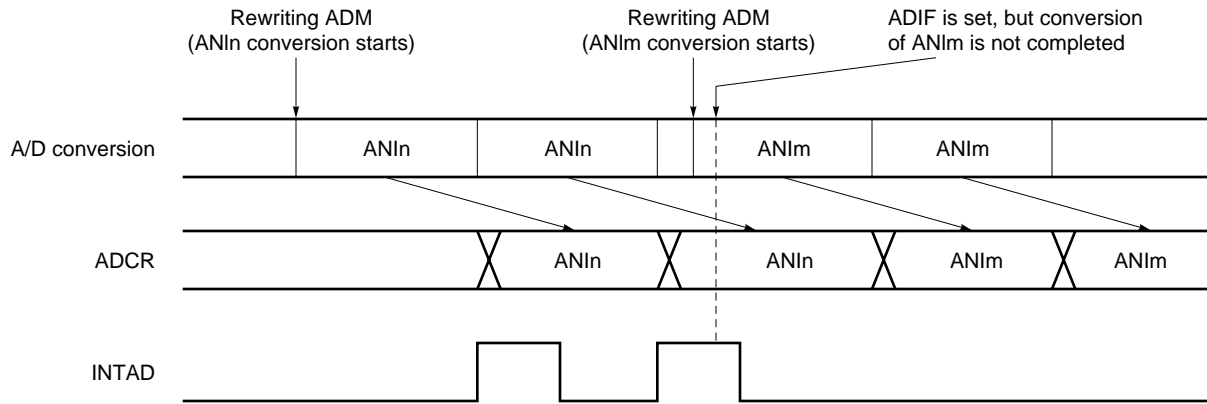 Rewriting ADM
(ANIn conversion starts)
Rewriting ADM
(ANIm conversion starts)
ADIF is set, but conversion
of ANIm is not completed
A/D conversion
ANIn
ANIn
ANIm
ANIm
ADCR
ANIn
ANIn
ANIm
ANIm
INTAD